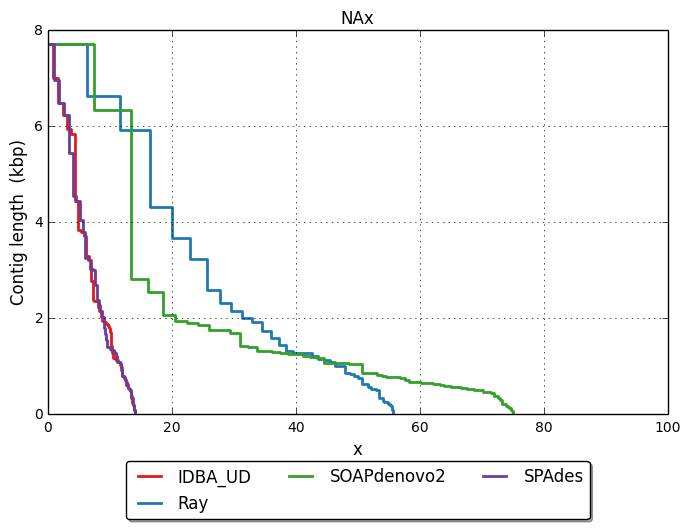 NAx
8
6
4
2
0
Contig length  (kbp)
0 20 40 60 80 100
x
IDBA_UD SOAPdenovo2 SPAdes
Ray